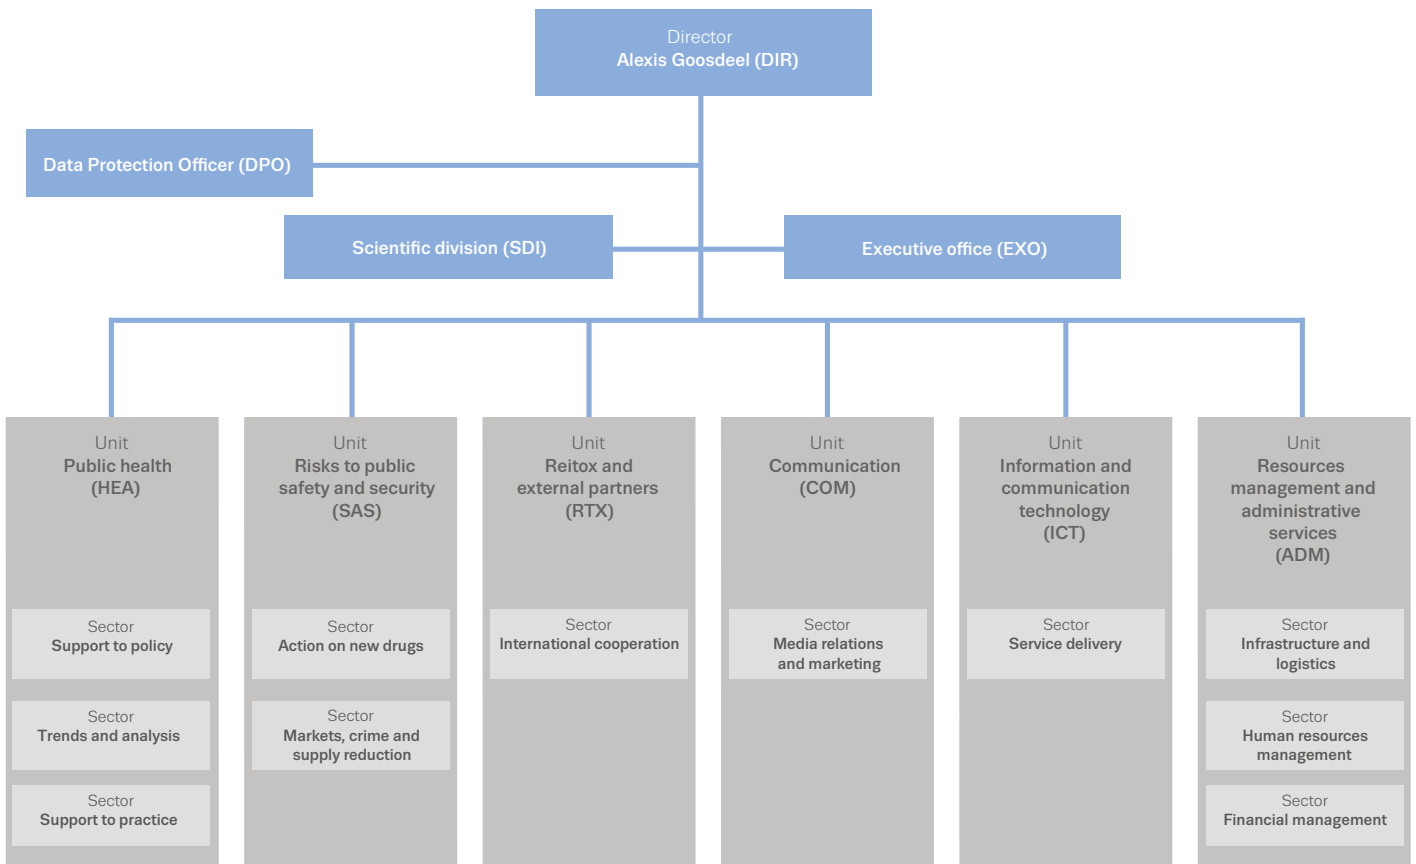 Director
Alexis Goosdeel (DIR)
Data Protection Officer (DPO)
Scientific division (SDI)
Executive office (EXO)
Unit
Public health
(HEA)
Sector
Support to policy
Sector
Trends and analysis
Sector
Support to practice
Unit
Risks to public
safety and security
(SAS)
Sector
Action on new drugs
Sector
Markets, crime and
supply reduction
Unit
Reitox and
external partners
(RTX)
Sector
International cooperation
Unit
Communication
(COM)
Sector
Media relations
and marketing
Unit
Information and
communication
technology
(ICT)
Sector
Service delivery
Unit
Resources
management and
administrative
services
(ADM)
Sector
Infrastructure and
logistics
Sector
Human resources
management
Sector
Financial management